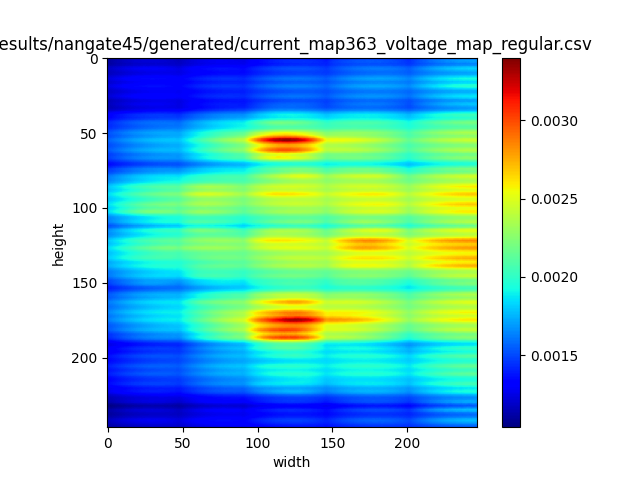 esults/nangate45/generated/current_map363_voltage_map_regular.csv
0
50
100
150
200
height
0 50 100 150 200
width
0.0030
0.0025
0.0020
0.0015